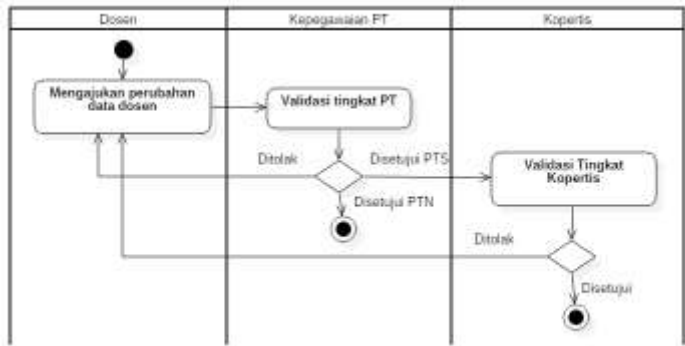 Dosen
Kepegawaian PT
Kopertis
Mengajukan perubahan
data dosen
Validasi tingkat PT
Ditolak
Disetujui PTS
Validasi Tingkat
Kopertis
Disetujui PTN
Ditolak
Disetujui